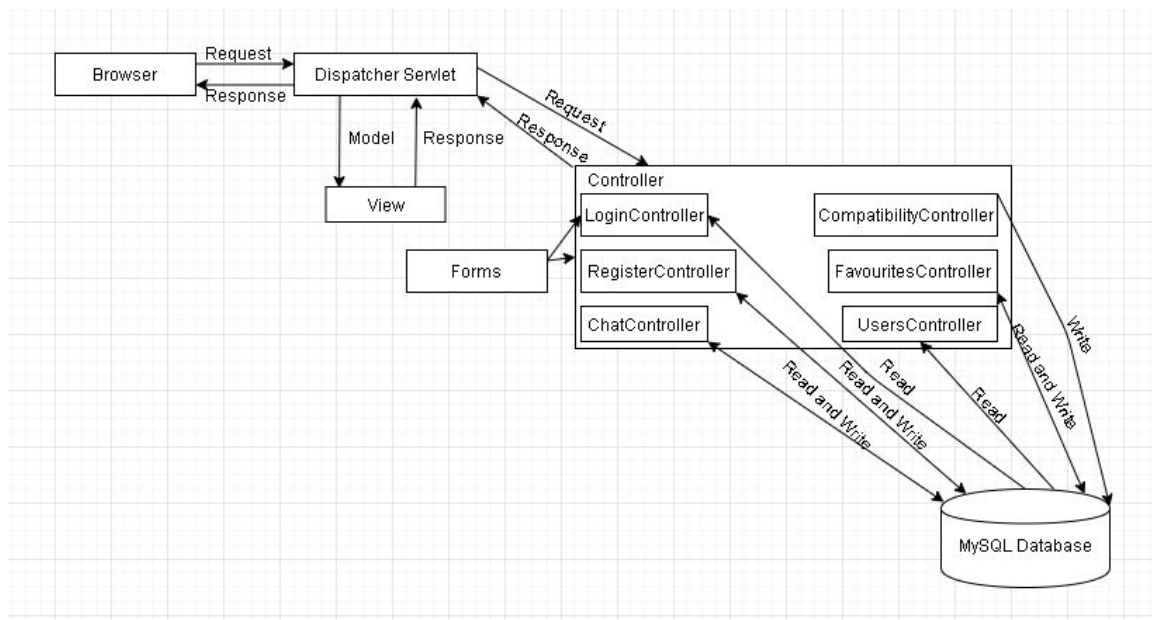 Request
Browser
Dispatcher Servlet
Response
Request
Model
Response
Response
Controller
View
LoginController
CompatibilityController
Forms
RegisterController
FavouritesController
ChatController
UsersController
Write
Read and Write
Read and Write
Read
Read
Read and Write
MySQL Database